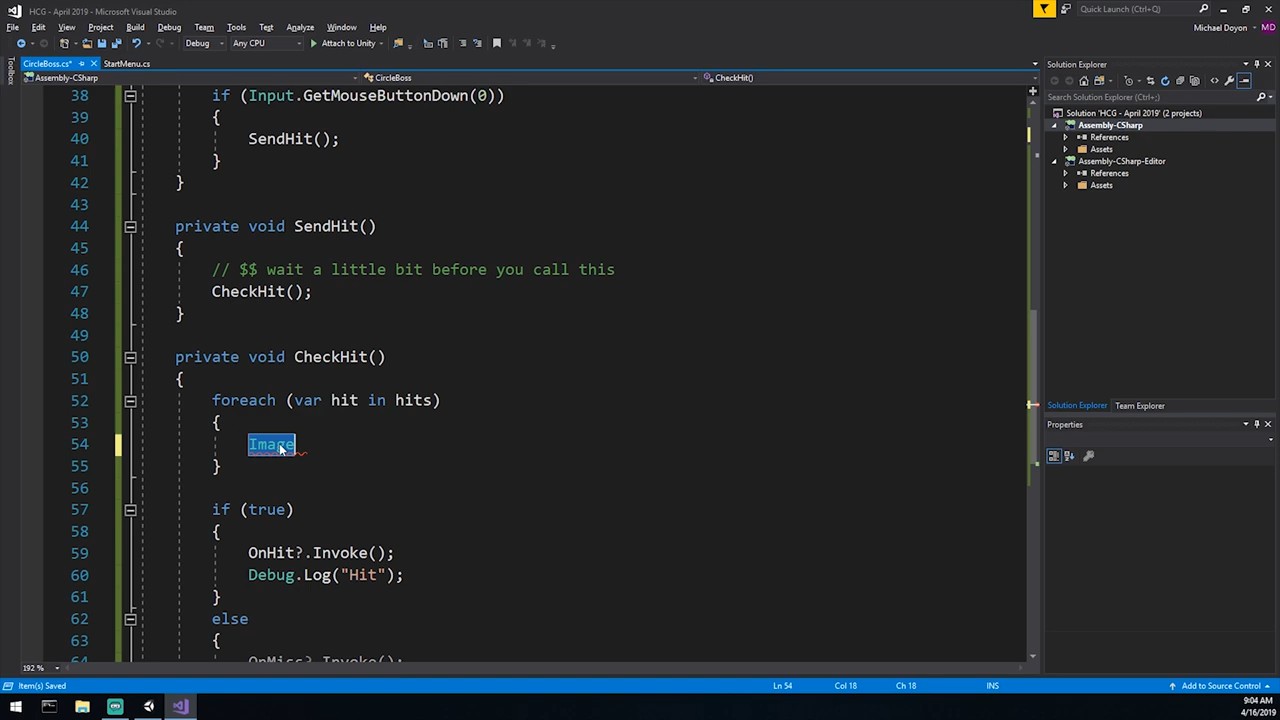 HCG - April 2019 - Microsoft Visual Studio
Quick Launch (Ctrl+Q)
File Edit View Project Build Debug Team Tools Test Analyze Window Help
Michael Doyon MD
Debug Any CPU Attach to Unity
Toolbox
CircleBoss.cs* StartMenu.cs
Assembly-CSharp CircleBoss CheckHit()
38 if (Input.GetMouseButtonDown(0))
39 {
40 SendHit();
41 }
42 }
43
44 private void SendHit()
45 {
46 // $$ wait a little bit before you call this
47 CheckHit();
48 }
49
50 private void CheckHit()
51 {
52 foreach (var hit in hits)
53 {
54 Image
55 }
56
57 if (true)
58 {
59 OnHit?.Invoke();
60 Debug.Log("Hit");
61 }
62 else
63 {
64 OnMiss?.Invoke();
192 %
Solution Explorer
Search Solution Explorer (Ctrl+;)
Solution 'HCG - April 2019' (2 projects)
Assembly-CSharp
References
Assets
Assembly-CSharp-Editor
References
Assets
Solution Explorer Team Explorer
Properties
Item(s) Saved Ln 54 Col 18 Ch 18 INS Add to Source Control
9:04 AM
4/16/2019